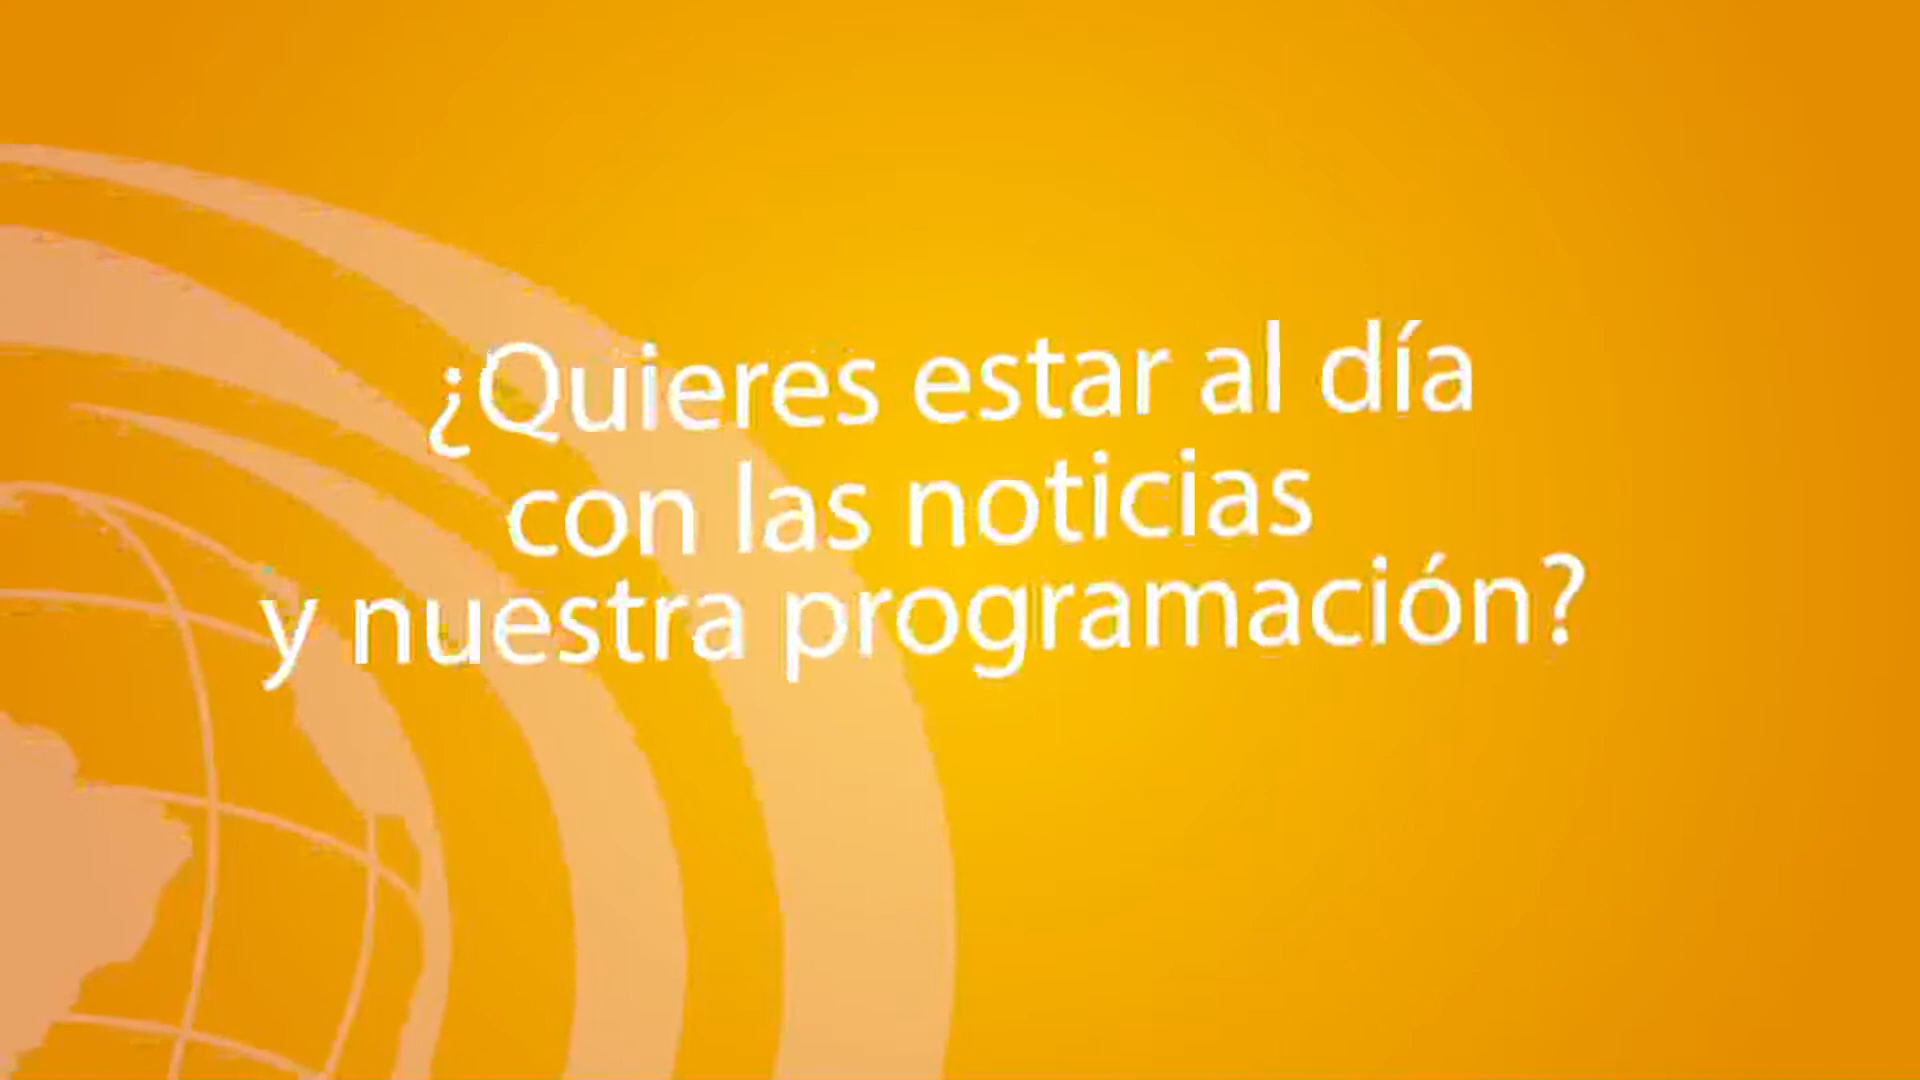 ¿Quieres estar al día
con las noticias
y nuestra programación?